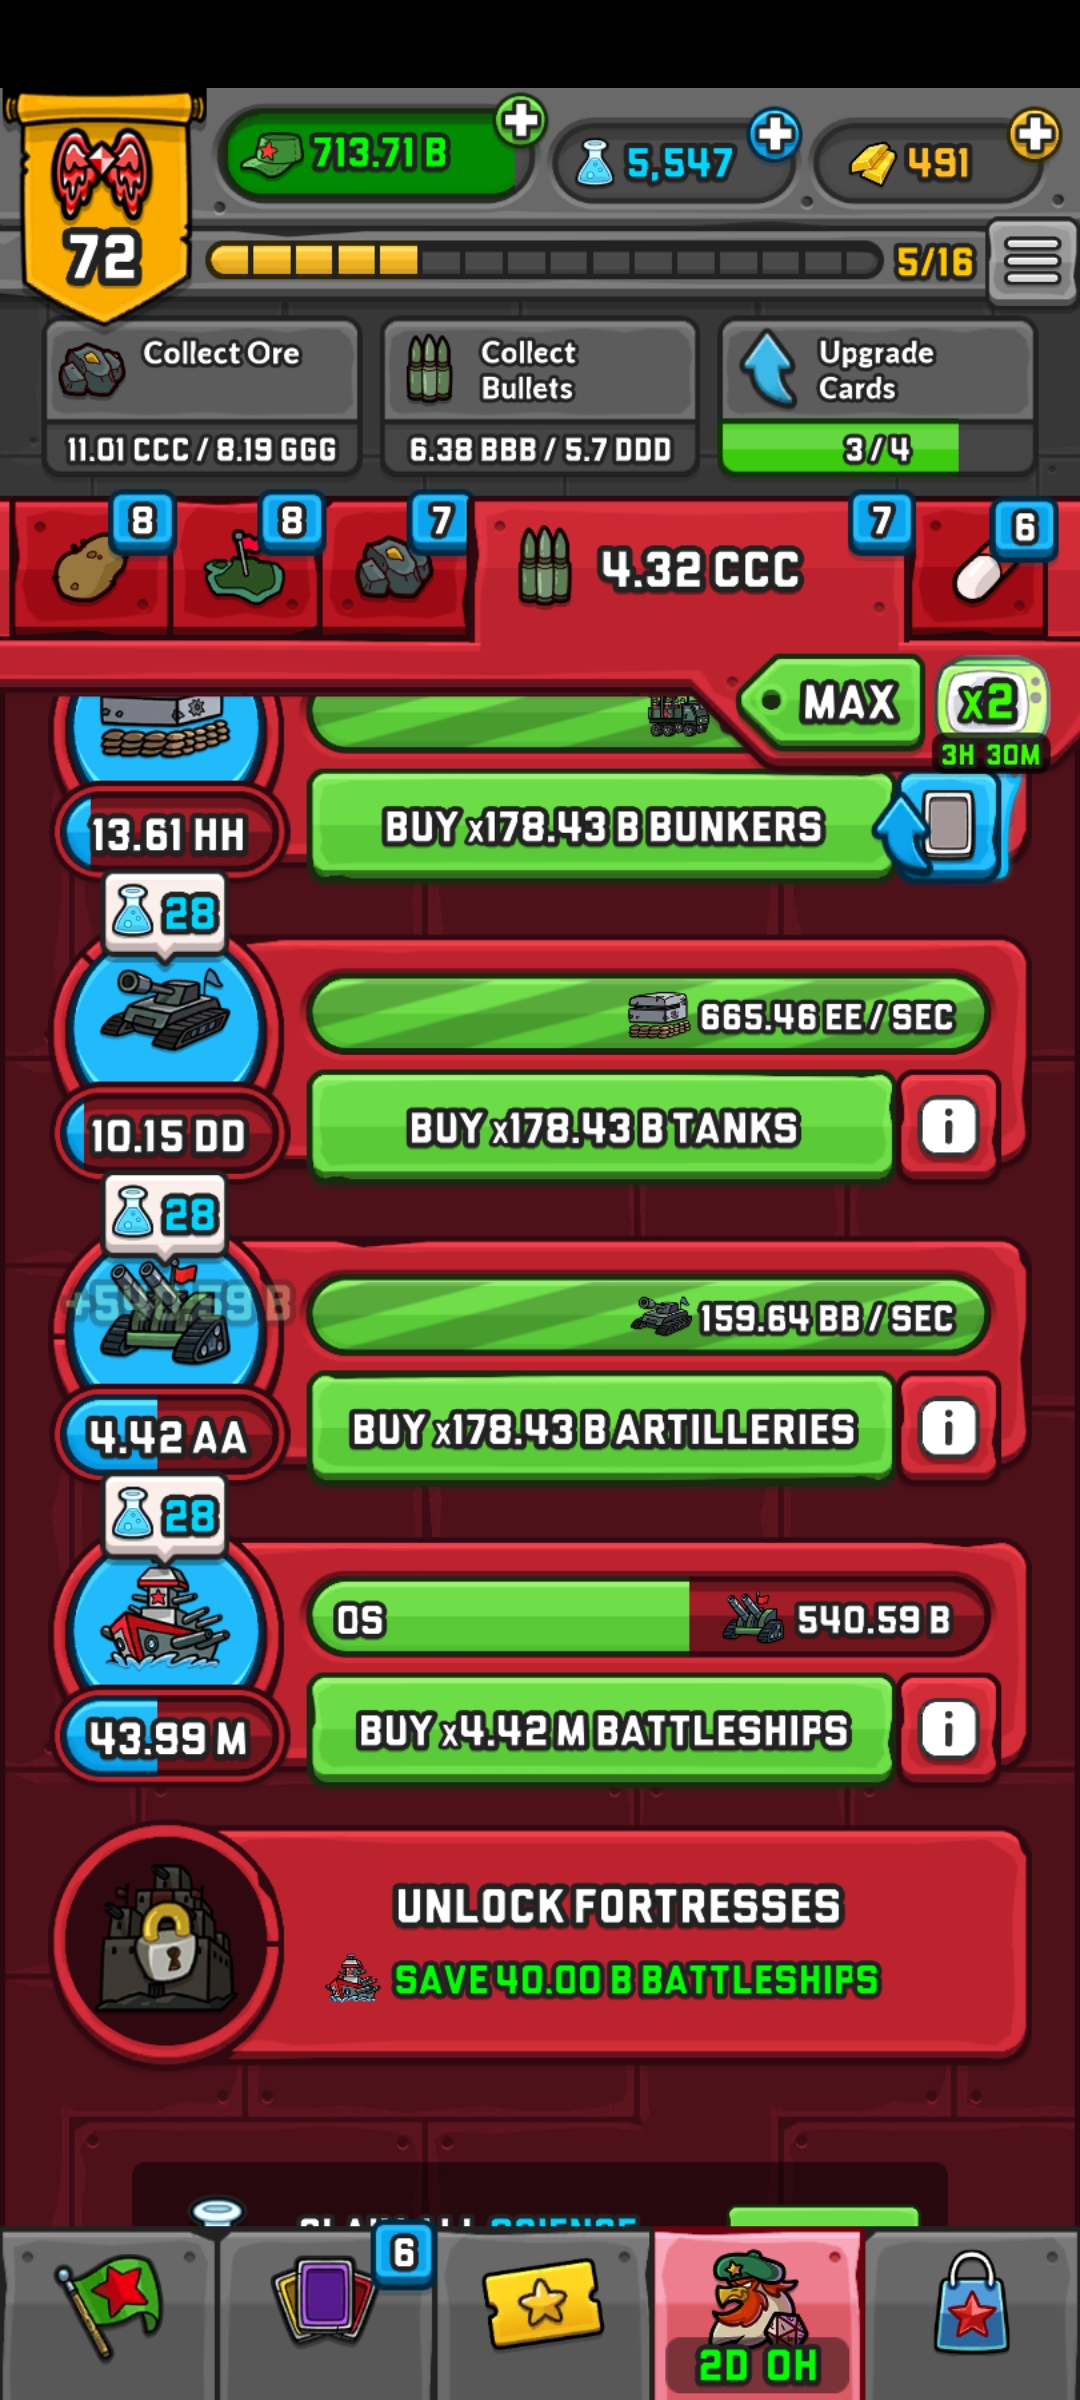 713.71 B
5,547
491
72
5/16
Collect Ore
11.01 CCC / 8.19 GGG
Collect
Bullets
6.38 BBB / 5.7 DDD
Upgrade
Cards
3/4
8
8
7
4.32 CCC
7
6
MAX
x2
3H 30M
13.61 HH
BUY x178.43 B BUNKERS
28
665.46 EE / SEC
10.15 DD
BUY x178.43 B TANKS
i
28
159.64 BB / SEC
4.42 AA
BUY x178.43 B ARTILLERIES
i
28
0S
540.59 B
43.99 M
BUY x4.42 M BATTLESHIPS
i
UNLOCK FORTRESSES
SAVE 40.00 B BATTLESHIPS
6
2D 0H